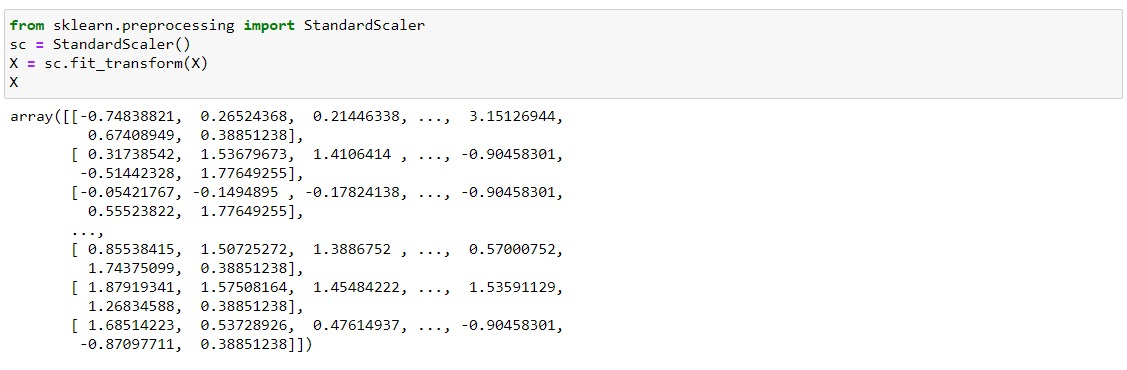 from sklearn.preprocessing import StandardScaler
sc = StandardScaler()
X = sc.fit_transform(X)
X
array([[-0.74838821,  0.26524368,  0.21446338, ...,  3.15126944,
         0.67408949,  0.38851238],
       [ 0.31738542,  1.53679673,  1.4106414 , ..., -0.90458301,
        -0.51442328,  1.77649255],
       [-0.05421767, -0.1494895 , -0.17824138, ..., -0.90458301,
         0.55523822,  1.77649255],
       ...,
       [ 0.85538415,  1.50725272,  1.3886752 , ...,  0.57000752,
         1.74375099,  0.38851238],
       [ 1.87919341,  1.57508164,  1.45484222, ...,  1.53591129,
         1.26834588,  0.38851238],
       [ 1.68514223,  0.53728926,  0.47614937, ..., -0.90458301,
        -0.87097711,  0.38851238]])